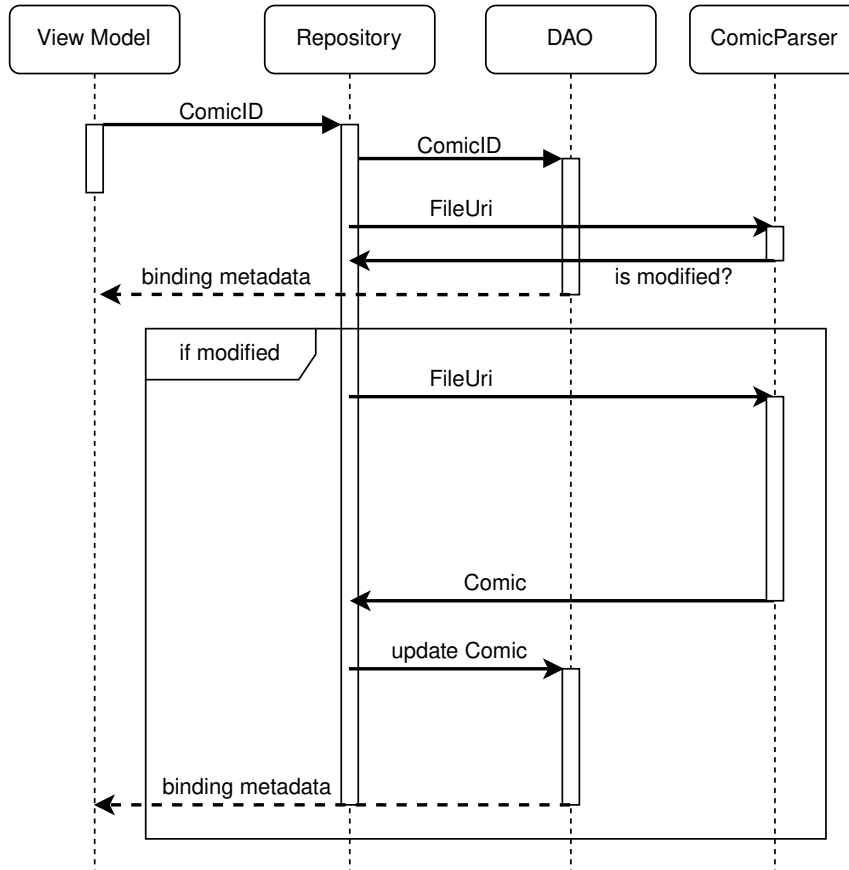 View Model
Repository
DAO
ComicParser
ComicID
ComicID
FileUri
is modified?
binding metadata
if modified
FileUri
Comic
update Comic
binding metadata